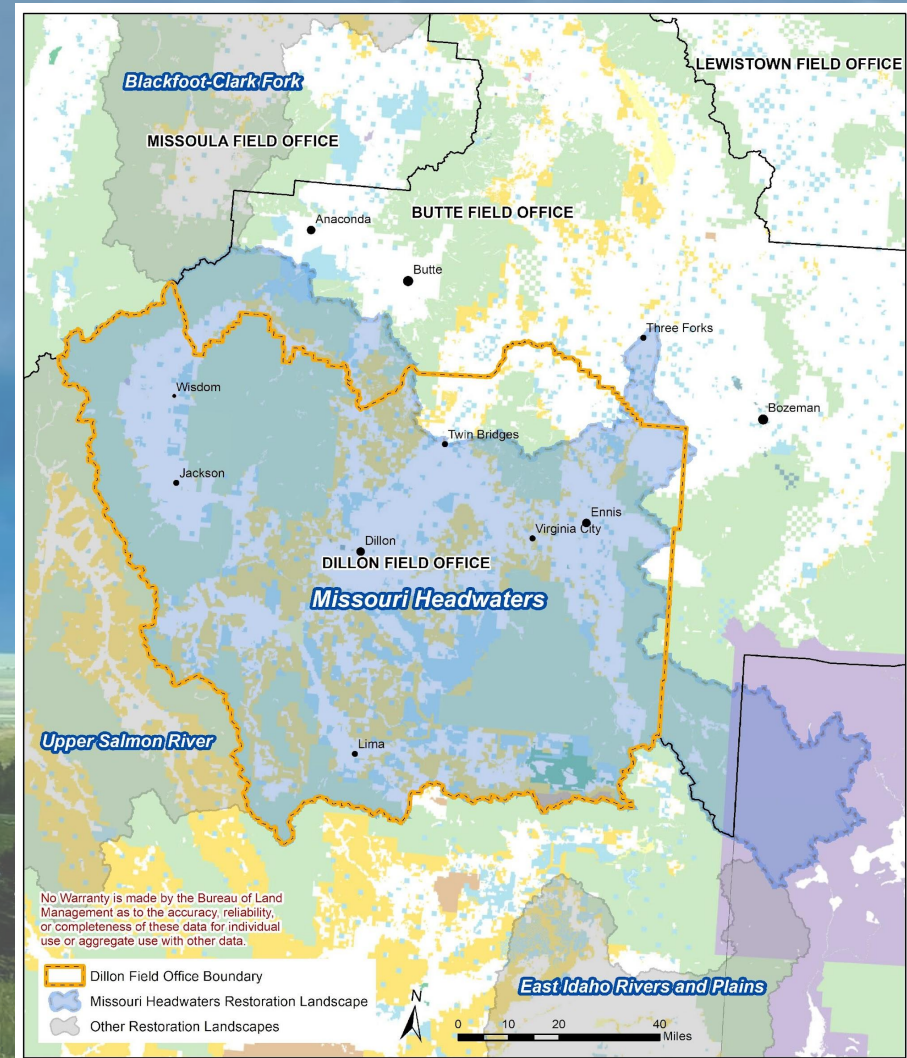 LEWISTOWN FIELD OFFICE
Blackfoot-Clark Fork
MISSOULA FIELD OFFICE
BUTTE FIELD OFFICE
Anaconda
Butte
Three Forks
Wisdom
Bozeman
Twin Bridges
Jackson
Ennis
Virginia City
Dillon
DILLON FIELD OFFICE
Missouri Headwaters
Upper Salmon River
Lima
No Warranty is made by the Bureau of Land
Management as to the accuracy, reliability,
or completeness of these data for individual
use or aggregate use with other data.
Dillon Field Office Boundary
Missouri Headwaters Restoration Landscape
Other Restoration Landscapes
East Idaho Rivers and Plains
N
0 10 20 40
Miles